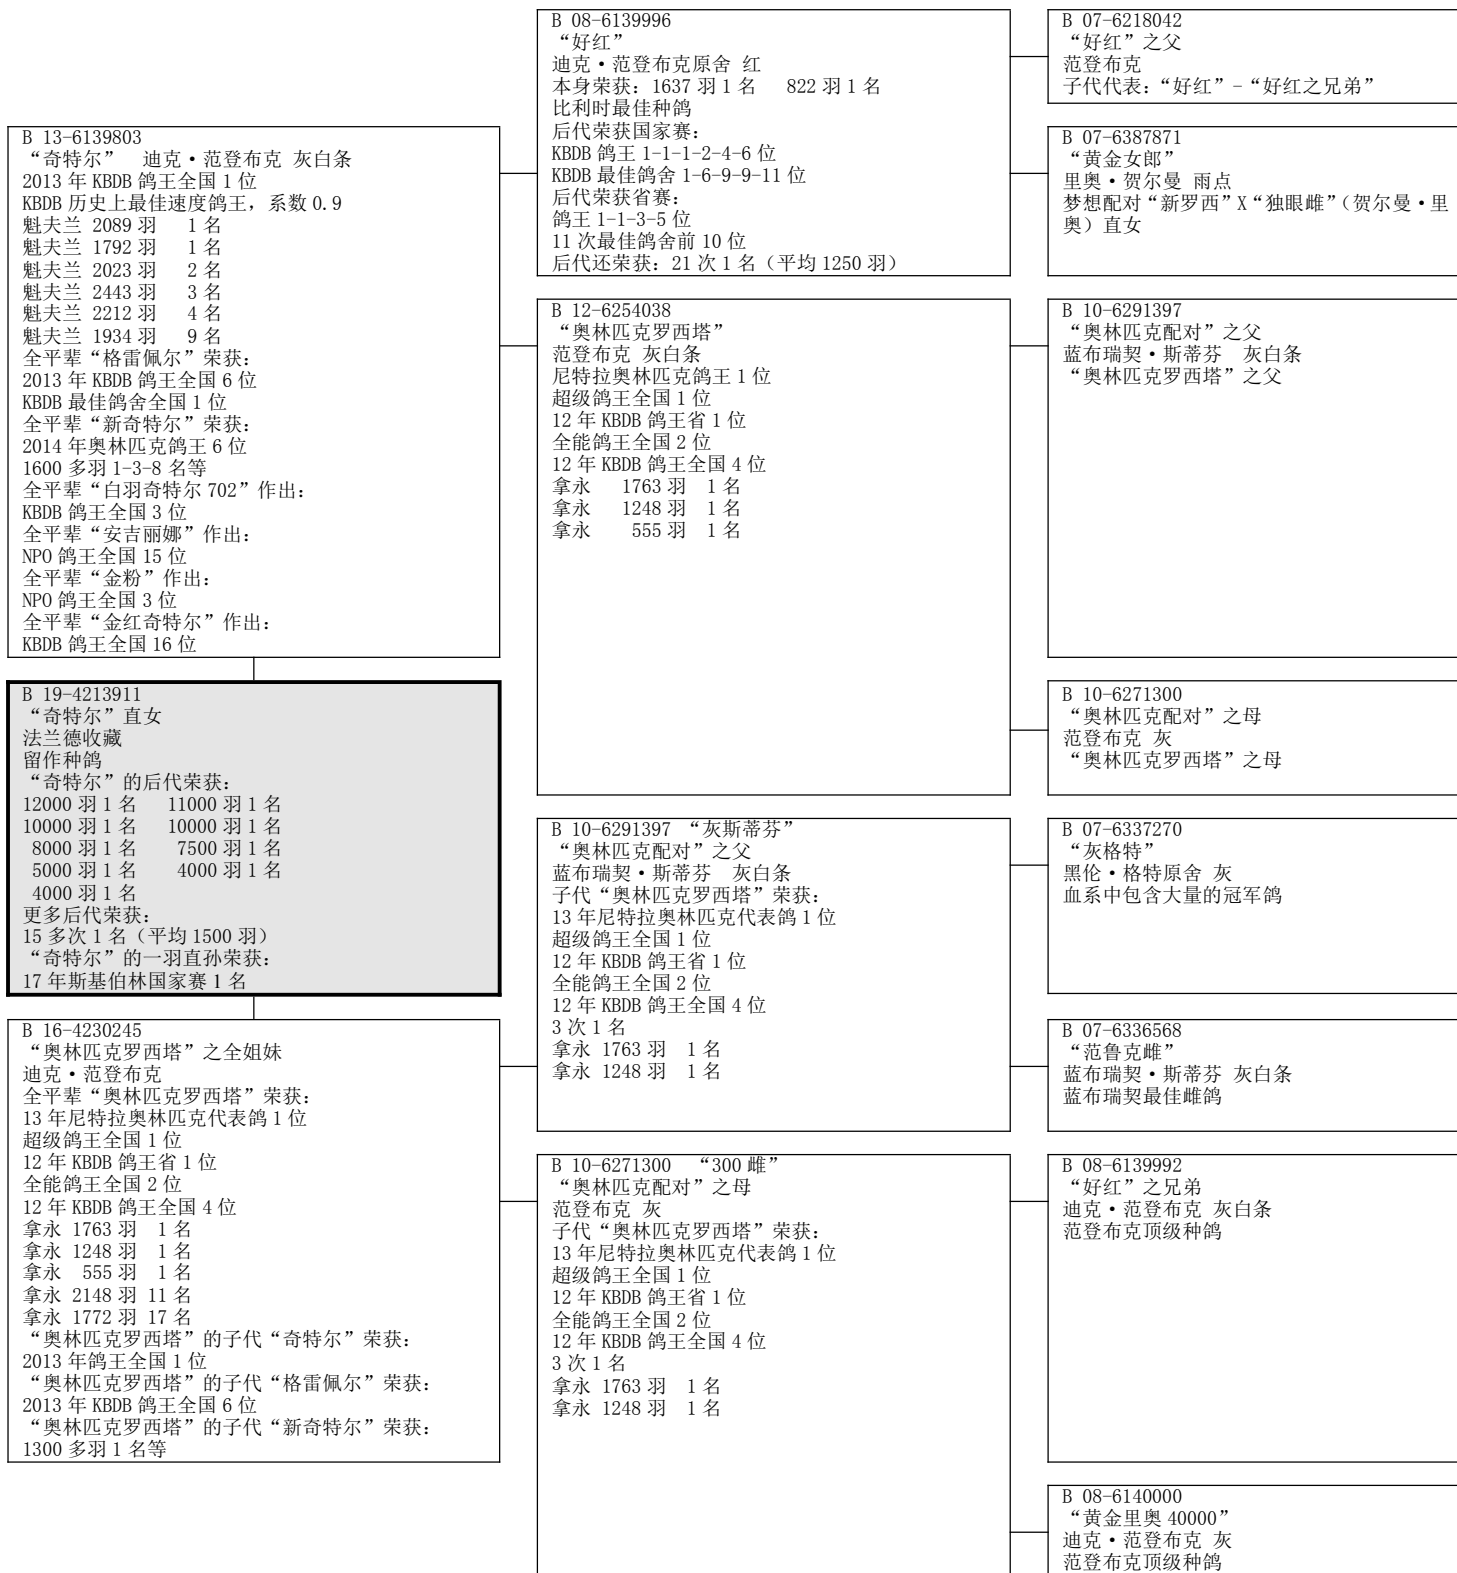 B 13-6139803
“奇特尔” 迪克·范登布克 灰白条
2013 年 KBDB 鸽王全国 1 位
KBDB 历史上最佳速度鸽王，系数 0.9
魁夫兰 2089 羽 1 名
魁夫兰 1792 羽 1 名
魁夫兰 2023 羽 2 名
魁夫兰 2443 羽 3 名
魁夫兰 2212 羽 4 名
魁夫兰 1934 羽 9 名
全平辈“格雷佩尔”荣获：
2013 年 KBDB 鸽王全国 6 位
KBDB 最佳鸽舍全国 1 位
全平辈“新奇特尔”荣获：
2014 年奥林匹克鸽王 6 位
1600 多羽 1-3-8 名等
全平辈“白羽奇特尔 702”作出：
KBDB 鸽王全国 3 位
全平辈“安吉丽娜”作出：
NPO 鸽王全国 15 位
全平辈“金粉”作出：
NPO 鸽王全国 3 位
全平辈“金红奇特尔”作出：
KBDB 鸽王全国 16 位
B 19-4213911
“奇特尔”直女
法兰德收藏
留作种鸽
“奇特尔”的后代荣获：
12000 羽 1 名 11000 羽 1 名
10000 羽 1 名 10000 羽 1 名
8000 羽 1 名 7500 羽 1 名
5000 羽 1 名 4000 羽 1 名
4000 羽 1 名
更多后代荣获：
15 多次 1 名（平均 1500 羽）
“奇特尔”的一羽直孙荣获：
17 年斯基伯林国家赛 1 名
B 16-4230245
“奥林匹克罗西塔”之全姐妹
迪克·范登布克
全平辈“奥林匹克罗西塔”荣获：
13 年尼特拉奥林匹克代表鸽 1 位
超级鸽王全国 1 位
12 年 KBDB 鸽王省 1 位
全能鸽王全国 2 位
12 年 KBDB 鸽王全国 4 位
拿永 1763 羽 1 名
拿永 1248 羽 1 名
拿永 555 羽 1 名
拿永 2148 羽 11 名
拿永 1772 羽 17 名
“奥林匹克罗西塔”的子代“奇特尔”荣获：
2013 年鸽王全国 1 位
“奥林匹克罗西塔”的子代“格雷佩尔”荣获：
2013 年 KBDB 鸽王全国 6 位
“奥林匹克罗西塔”的子代“新奇特尔”荣获：
1300 多羽 1 名等
B 08-6139996
“好红”
迪克·范登布克原舍 红
本身荣获：1637 羽 1 名 822 羽 1 名
比利时最佳种鸽
后代荣获国家赛：
KBDB 鸽王 1-1-1-2-4-6 位
KBDB 最佳鸽舍 1-6-9-9-11 位
后代荣获省赛：
鸽王 1-1-3-5 位
11 次最佳鸽舍前 10 位
后代还荣获：21 次 1 名（平均 1250 羽）
B 12-6254038
“奥林匹克罗西塔”
范登布克 灰白条
尼特拉奥林匹克鸽王 1 位
超级鸽王全国 1 位
12 年 KBDB 鸽王省 1 位
全能鸽王全国 2 位
12 年 KBDB 鸽王全国 4 位
拿永 1763 羽 1 名
拿永 1248 羽 1 名
拿永 555 羽 1 名
B 10-6291397 “灰斯蒂芬”
“奥林匹克配对”之父
蓝布瑞契·斯蒂芬 灰白条
子代“奥林匹克罗西塔”荣获：
13 年尼特拉奥林匹克代表鸽 1 位
超级鸽王全国 1 位
12 年 KBDB 鸽王省 1 位
全能鸽王全国 2 位
12 年 KBDB 鸽王全国 4 位
3 次 1 名
拿永 1763 羽 1 名
拿永 1248 羽 1 名
B 10-6271300 “300 雌”
“奥林匹克配对”之母
范登布克 灰
子代“奥林匹克罗西塔”荣获：
13 年尼特拉奥林匹克代表鸽 1 位
超级鸽王全国 1 位
12 年 KBDB 鸽王省 1 位
全能鸽王全国 2 位
12 年 KBDB 鸽王全国 4 位
3 次 1 名
拿永 1763 羽 1 名
拿永 1248 羽 1 名
B 07-6218042
“好红”之父
范登布克
子代代表：“好红”-“好红之兄弟”
B 07-6387871
“黄金女郎”
里奥·贺尔曼 雨点
梦想配对“新罗西”X“独眼雌”（贺尔曼·里
奥）直女
B 10-6291397
“奥林匹克配对”之父
蓝布瑞契·斯蒂芬 灰白条
“奥林匹克罗西塔”之父
B 10-6271300
“奥林匹克配对”之母
范登布克 灰
“奥林匹克罗西塔”之母
B 07-6337270
“灰格特”
黑伦·格特原舍 灰
血系中包含大量的冠军鸽
B 07-6336568
“范鲁克雌”
蓝布瑞契·斯蒂芬 灰白条
蓝布瑞契最佳雌鸽
B 08-6139992
“好红”之兄弟
迪克·范登布克 灰白条
范登布克顶级种鸽
B 08-6140000
“黄金里奥 40000”
迪克·范登布克 灰
范登布克顶级种鸽